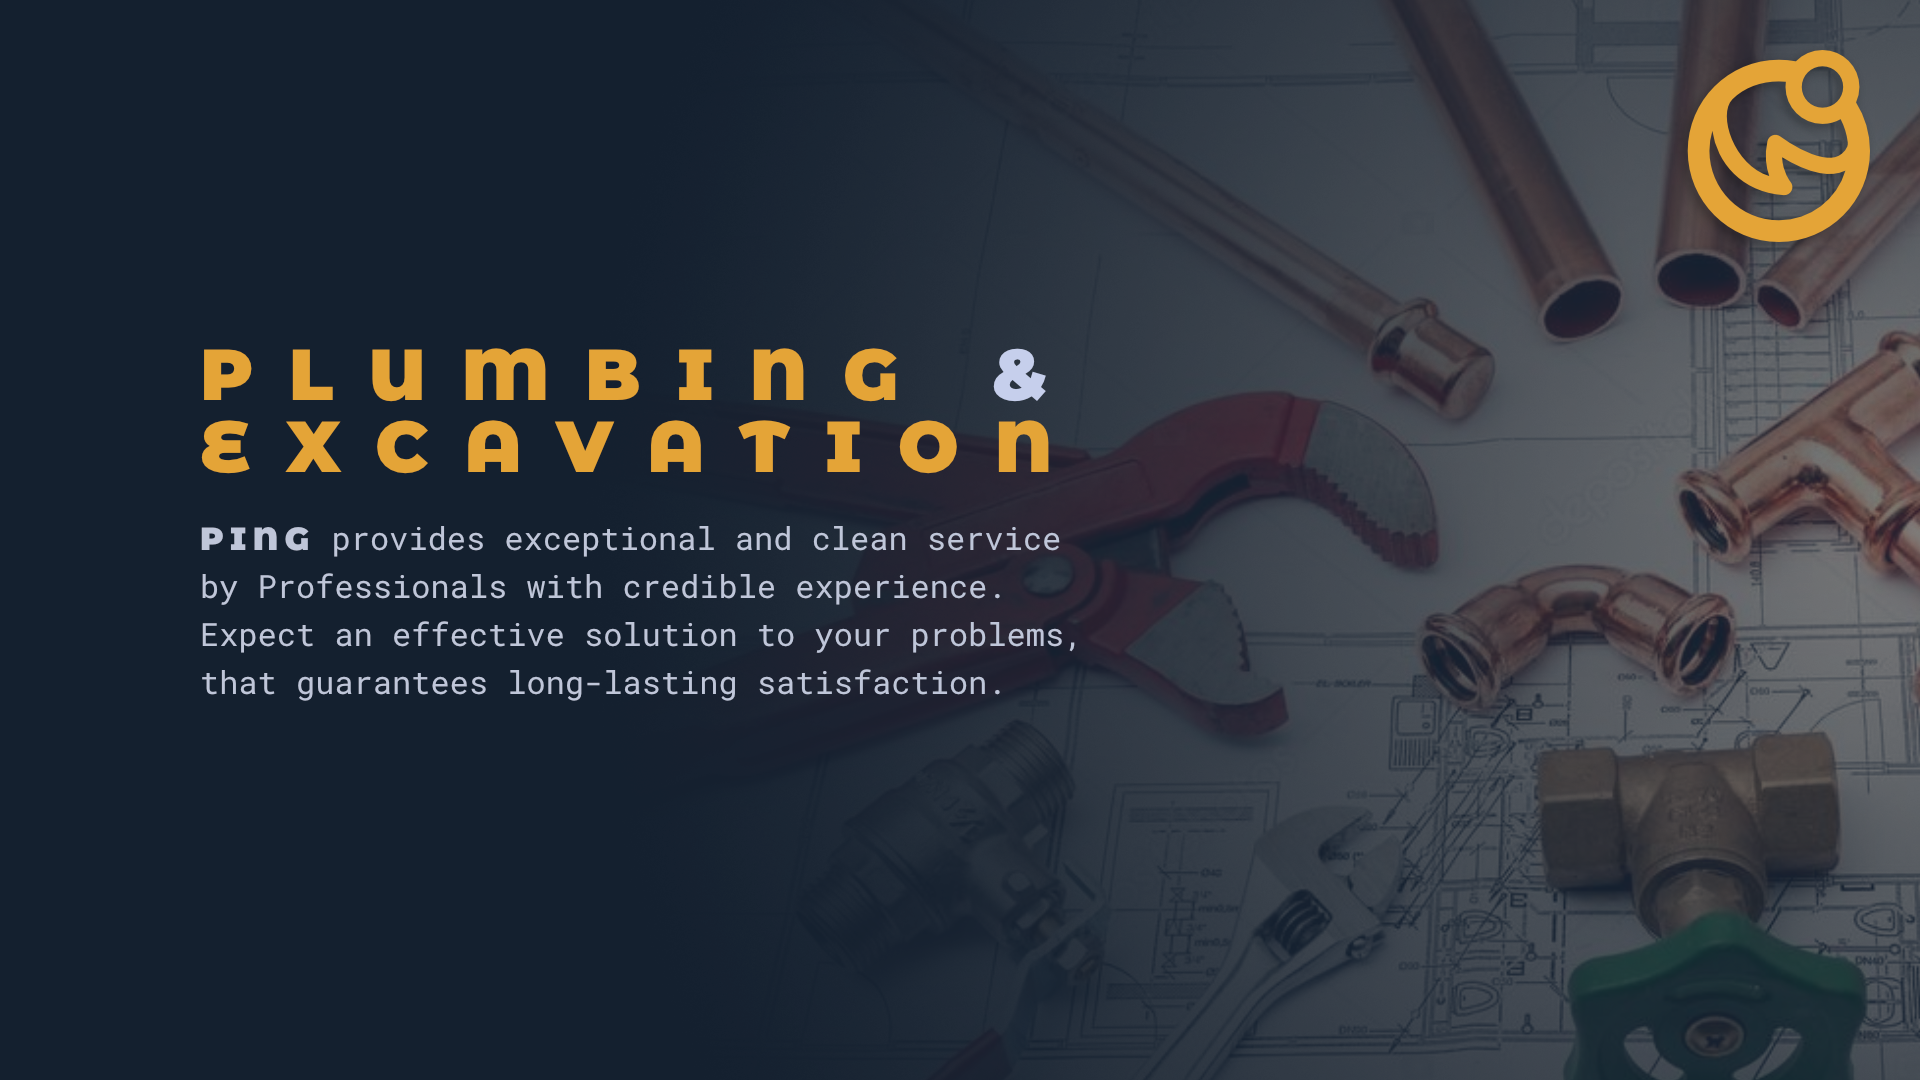 PLUMBING &
EXCAVATION
PING provides exceptional and clean service
by Professionals with credible experience.
Expect an effective solution to your problems,
that guarantees long-lasting satisfaction.